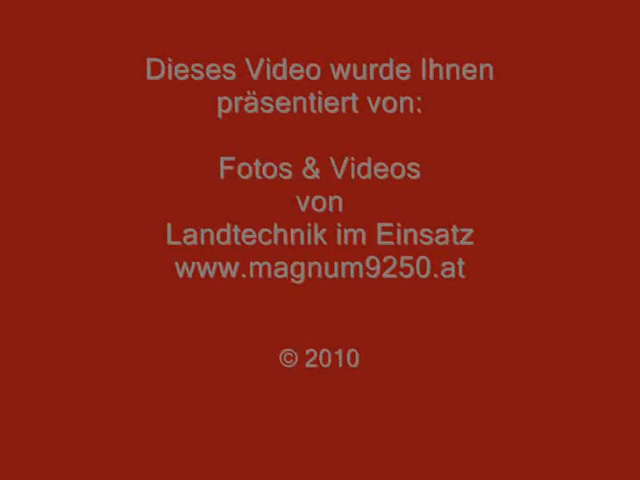 Dieses Video wurde Ihnen
präsentiert von:
Fotos & Videos
von
Landtechnik im Einsatz
www.magnum9250.at
© 2010